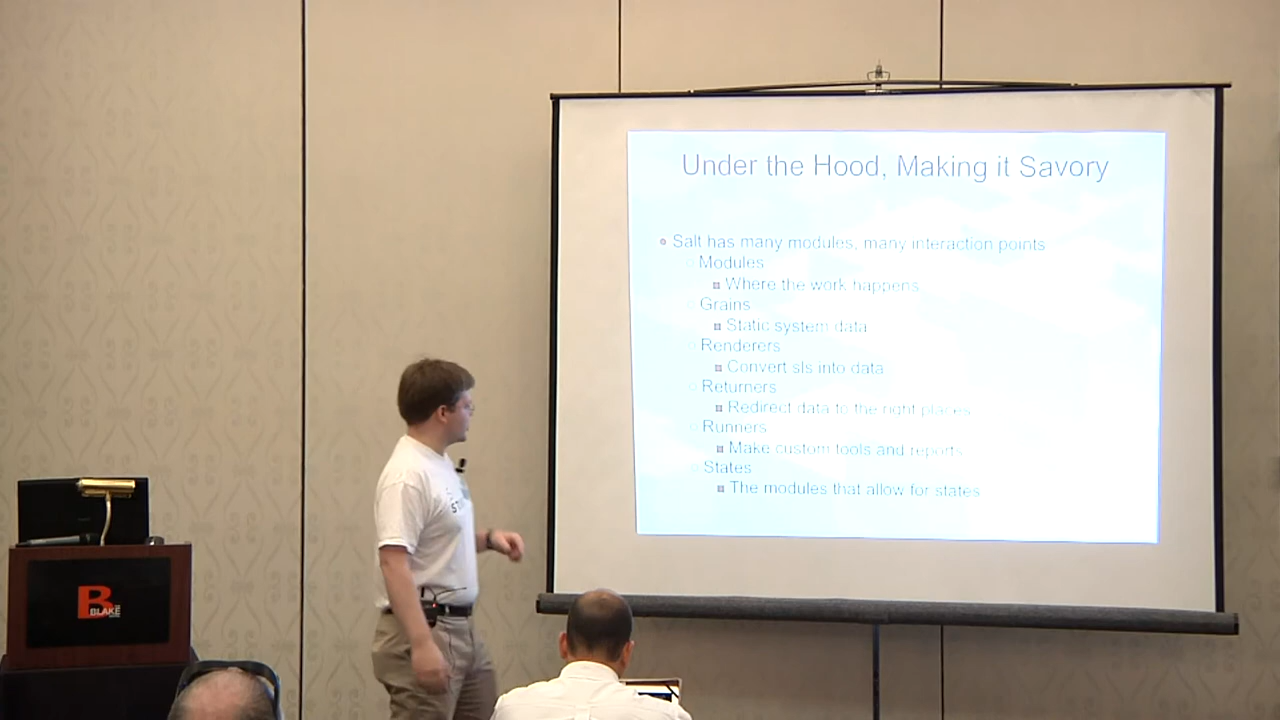 Under the Hood, Making it Savory
Salt has many modules, many interaction points
Modules
Where the work happens
Grains
Static system data
Renderers
Convert sls into data
Returners
Redirect data to the right places
Runners
Make custom tools and reports
States
The modules that allow for states
B
BLAKE